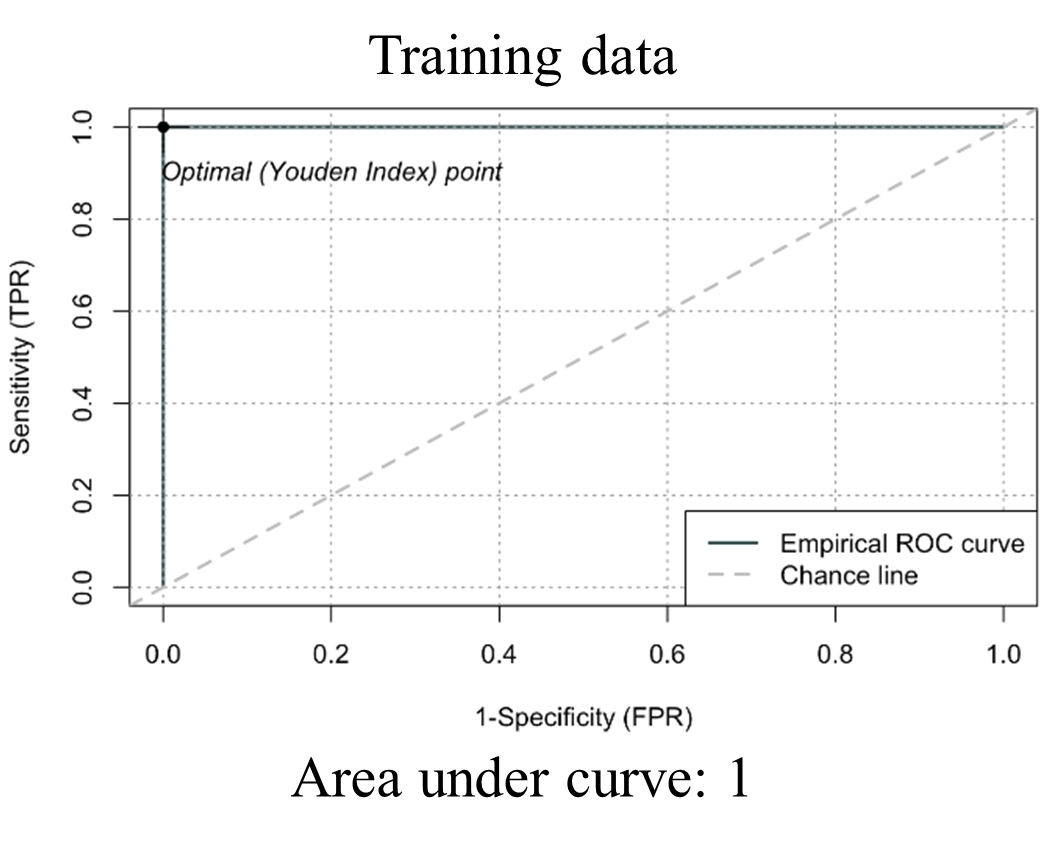 Training data
Optimal (Youden Index) point
Sensitivity (TPR)
1.0
0.8
0.6
0.4
0.2
0.0
Empirical ROC curve
Chance line
0.0 0.2 0.4 0.6 0.8 1.0
1-Specificity (FPR)
Area under curve: 1